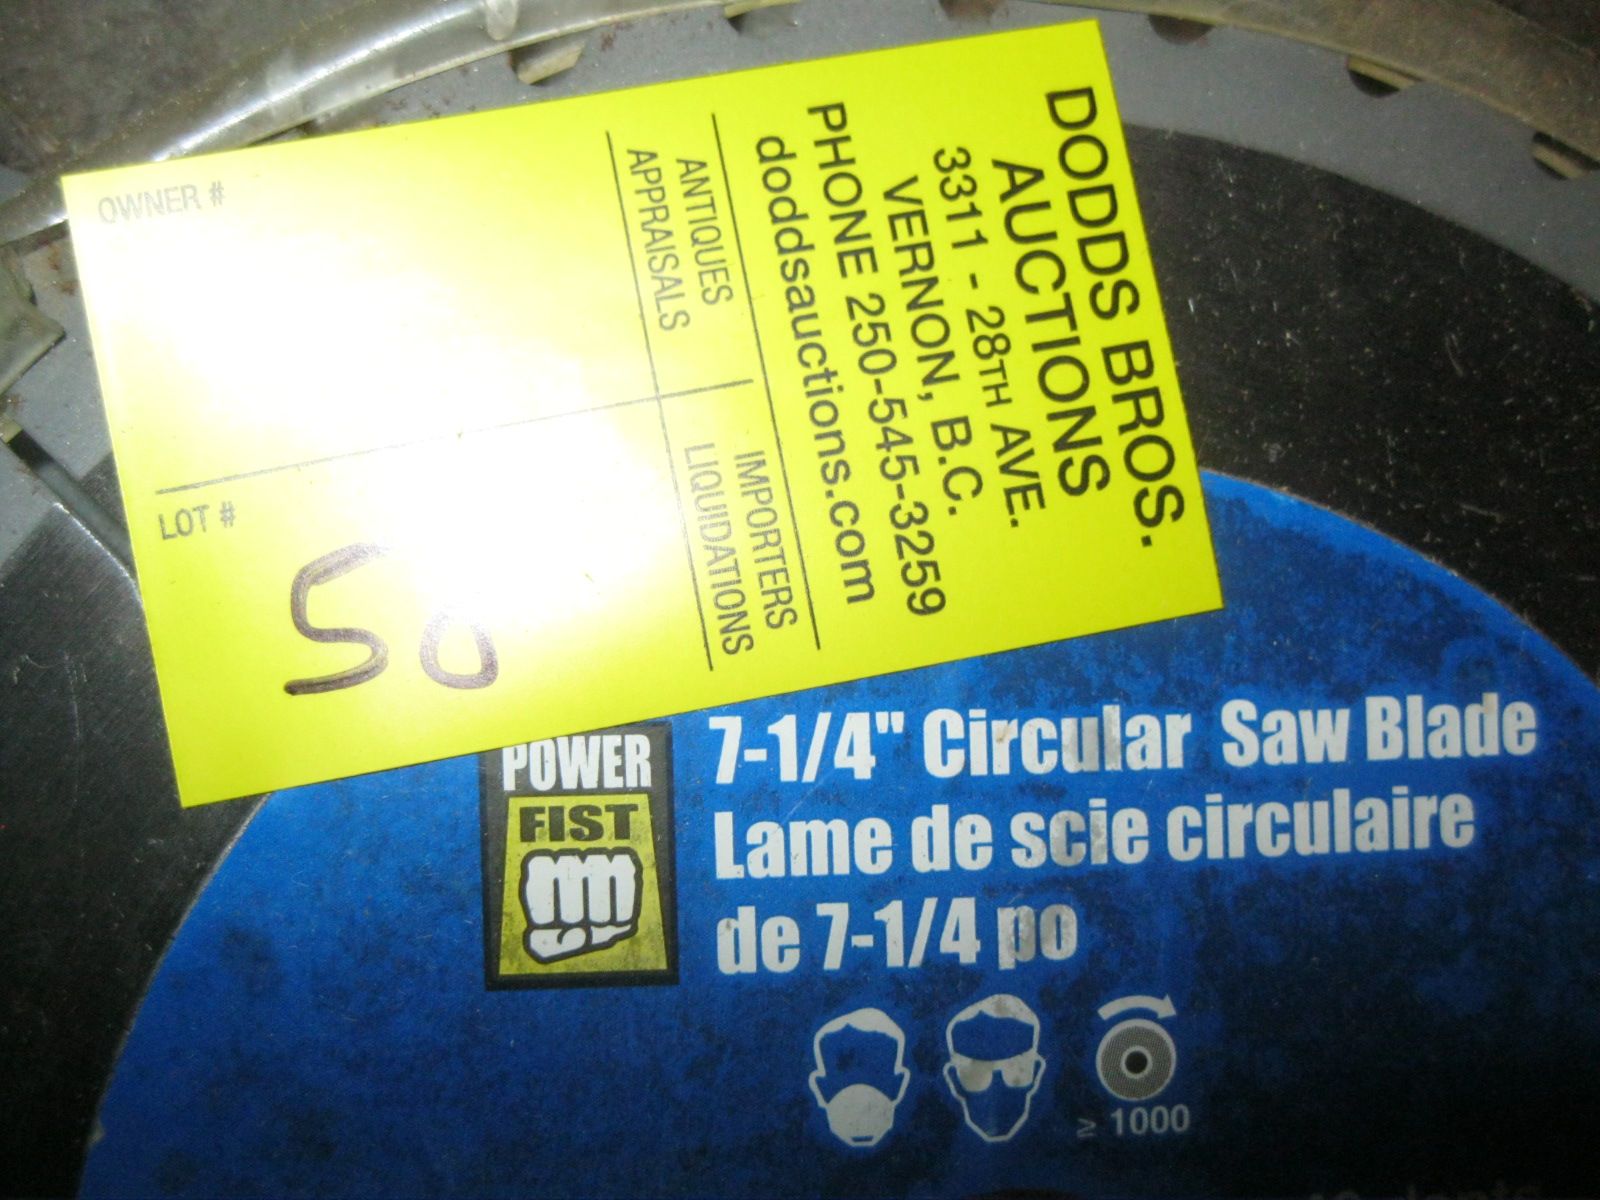 DODDS BROS.
AUCTIONS
3311 - 28TH AVE.
VERNON, B.C.
PHONE 250-545-3259
doddsauctions.com
ANTIQUES
APPRAISALS
IMPORTERS
LIQUIDATIONS
OWNER #
LOT #
50
POWER
FIST
7-1/4" Circular Saw Blade
Lame de scie circulaire
de 7-1/4 po
≥ 1000